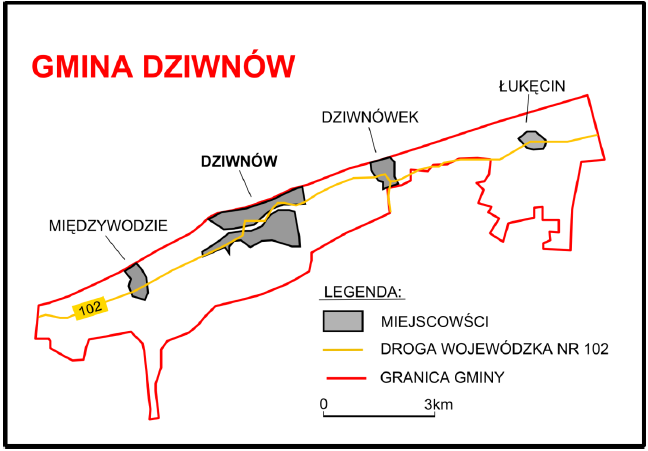 GMINA DZIWNÓW
ŁUKĘCIN
DZIWNÓWEK
DZIWNÓW
MIĘDZYWODZIE
102
LEGENDA:
MIEJSCOWŚCI
DROGA WOJEWÓDZKA NR 102
GRANICA GMINY
0 3km